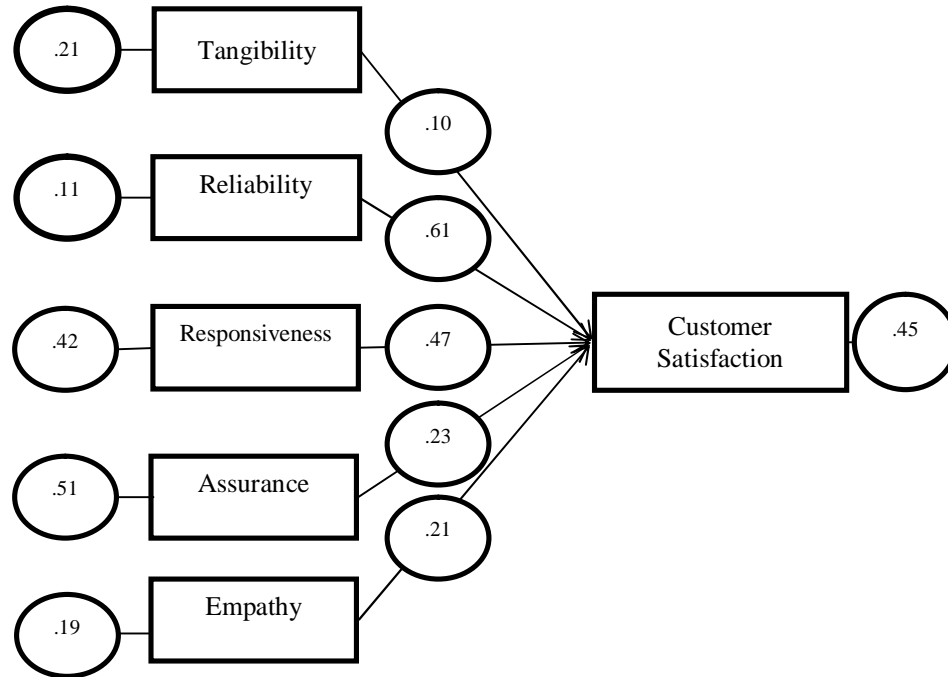 .21
Tangibility
.10
.11
Reliability
.61
.42
Responsiveness
.47
Customer
Satisfaction
.45
.51
Assurance
.23
.19
Empathy
.21